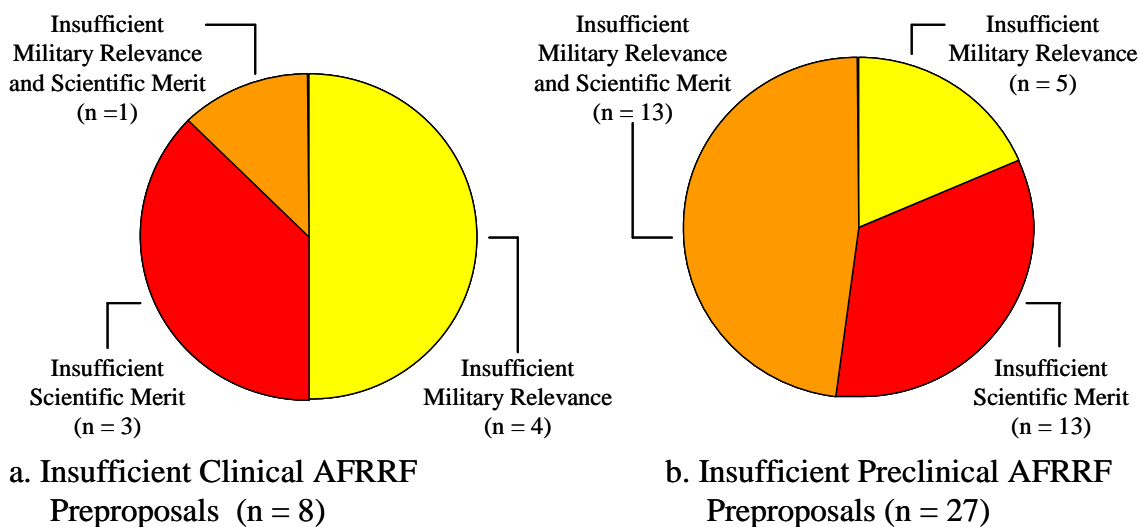 Insufficient
Military Relevance
and Scientific Merit
(n =1)
Insufficient
Scientific Merit
(n = 3)
Insufficient
Military Relevance
(n = 4)
a. Insufficient Clinical AFRRF
Preproposals (n = 8)
Insufficient
Military Relevance
and Scientific Merit
(n = 13)
Insufficient
Military Relevance
(n = 5)
Insufficient
Scientific Merit
(n = 13)
b. Insufficient Preclinical AFRRF
Preproposals (n = 27)